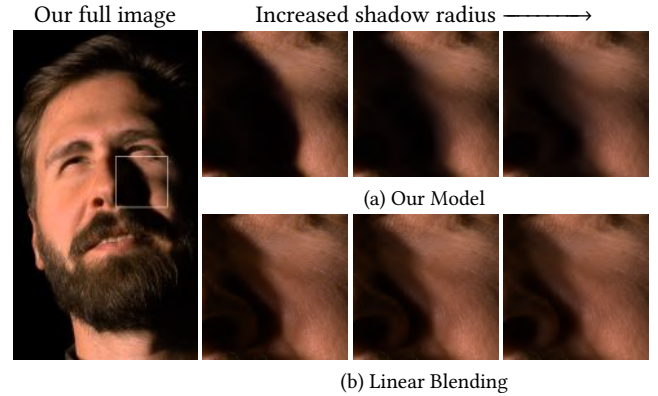 Our full image
Increased shadow radius ⟶
(a) Our Model
(b) Linear Blending